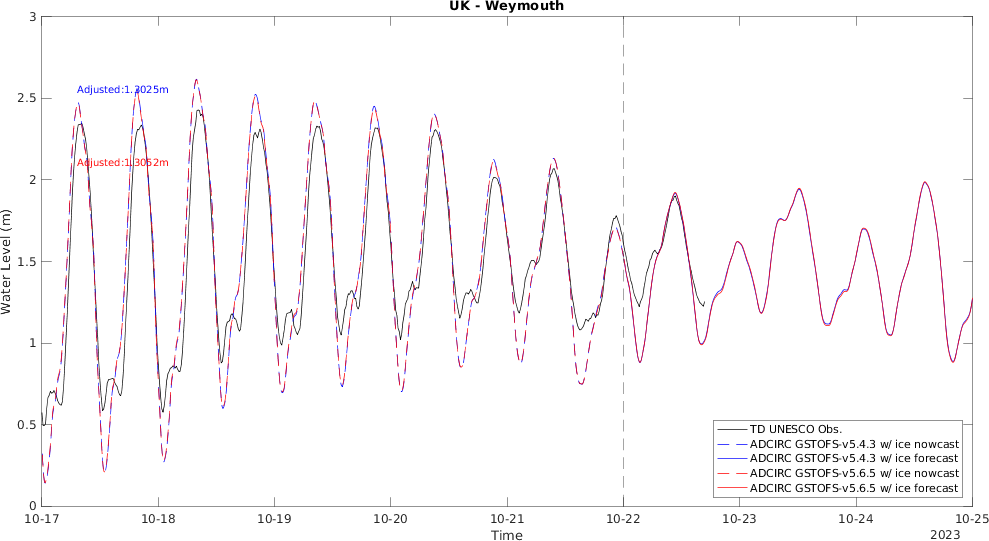 UK - Weymouth
3
2.5
2
1.5
1
0.5
0
Water Level (m)
Adjusted:1.3025m
Adjusted:1.3052m
TD UNESCO Obs.
ADCIRC GSTOFS-v5.4.3 w/ ice nowcast
ADCIRC GSTOFS-v5.4.3 w/ ice forecast
ADCIRC GSTOFS-v5.6.5 w/ ice nowcast
ADCIRC GSTOFS-v5.6.5 w/ ice forecast
10-17 10-18 10-19 10-20 10-21 10-22 10-23 10-24 10-25
Time
2023